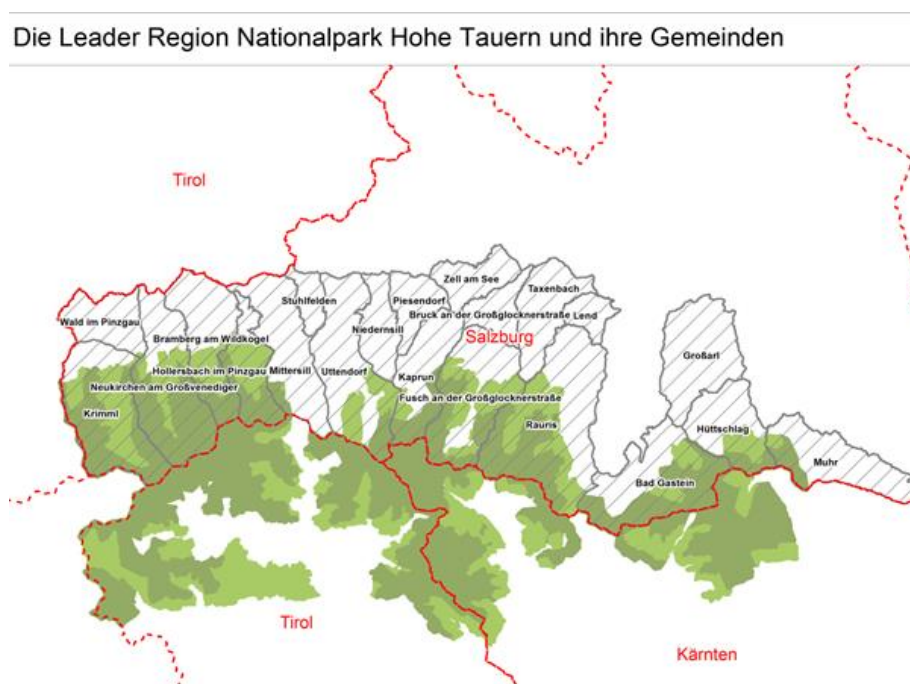 Die Leader Region Nationalpark Hohe Tauern und ihre Gemeinden
Tirol
Zell am See
Taxenbach
Stuhlfelden
Piesendorf
Wald im Pinzgau
Bruck an der Großglocknerstraße
Lend
Niedernsill
Bramberg am Wildkogel
Salzburg
Großarl
Hollersbach im Pinzgau
Mittersill
Uttendorf
Kaprun
Neukirchen am Großvenediger
Fusch an der Großglocknerstraße
Krimml
Rauris
Hüttschlag
Muhr
Bad Gastein
Tirol
Kärnten